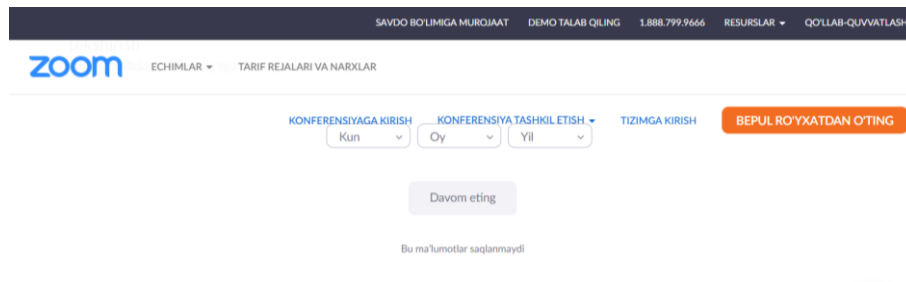 SAVDO BO'LIMIGA MUROJAAT DEMO TALAB QILING 1.888.799.9666 RESURSLAR QO'LLAB-QUVVATLASH
zoom ECHIMLAR TARIF REJALARI VA NARXLAR
KONFERENSIYAGA KIRISH KONFERENSIYA TASHKIL ETISH TIZIMGA KIRISH BEPUL RO'YXATDAN O'TING
Kun Oy Yil
Davom eting
Bu ma'lumotlar saqlanmaydi